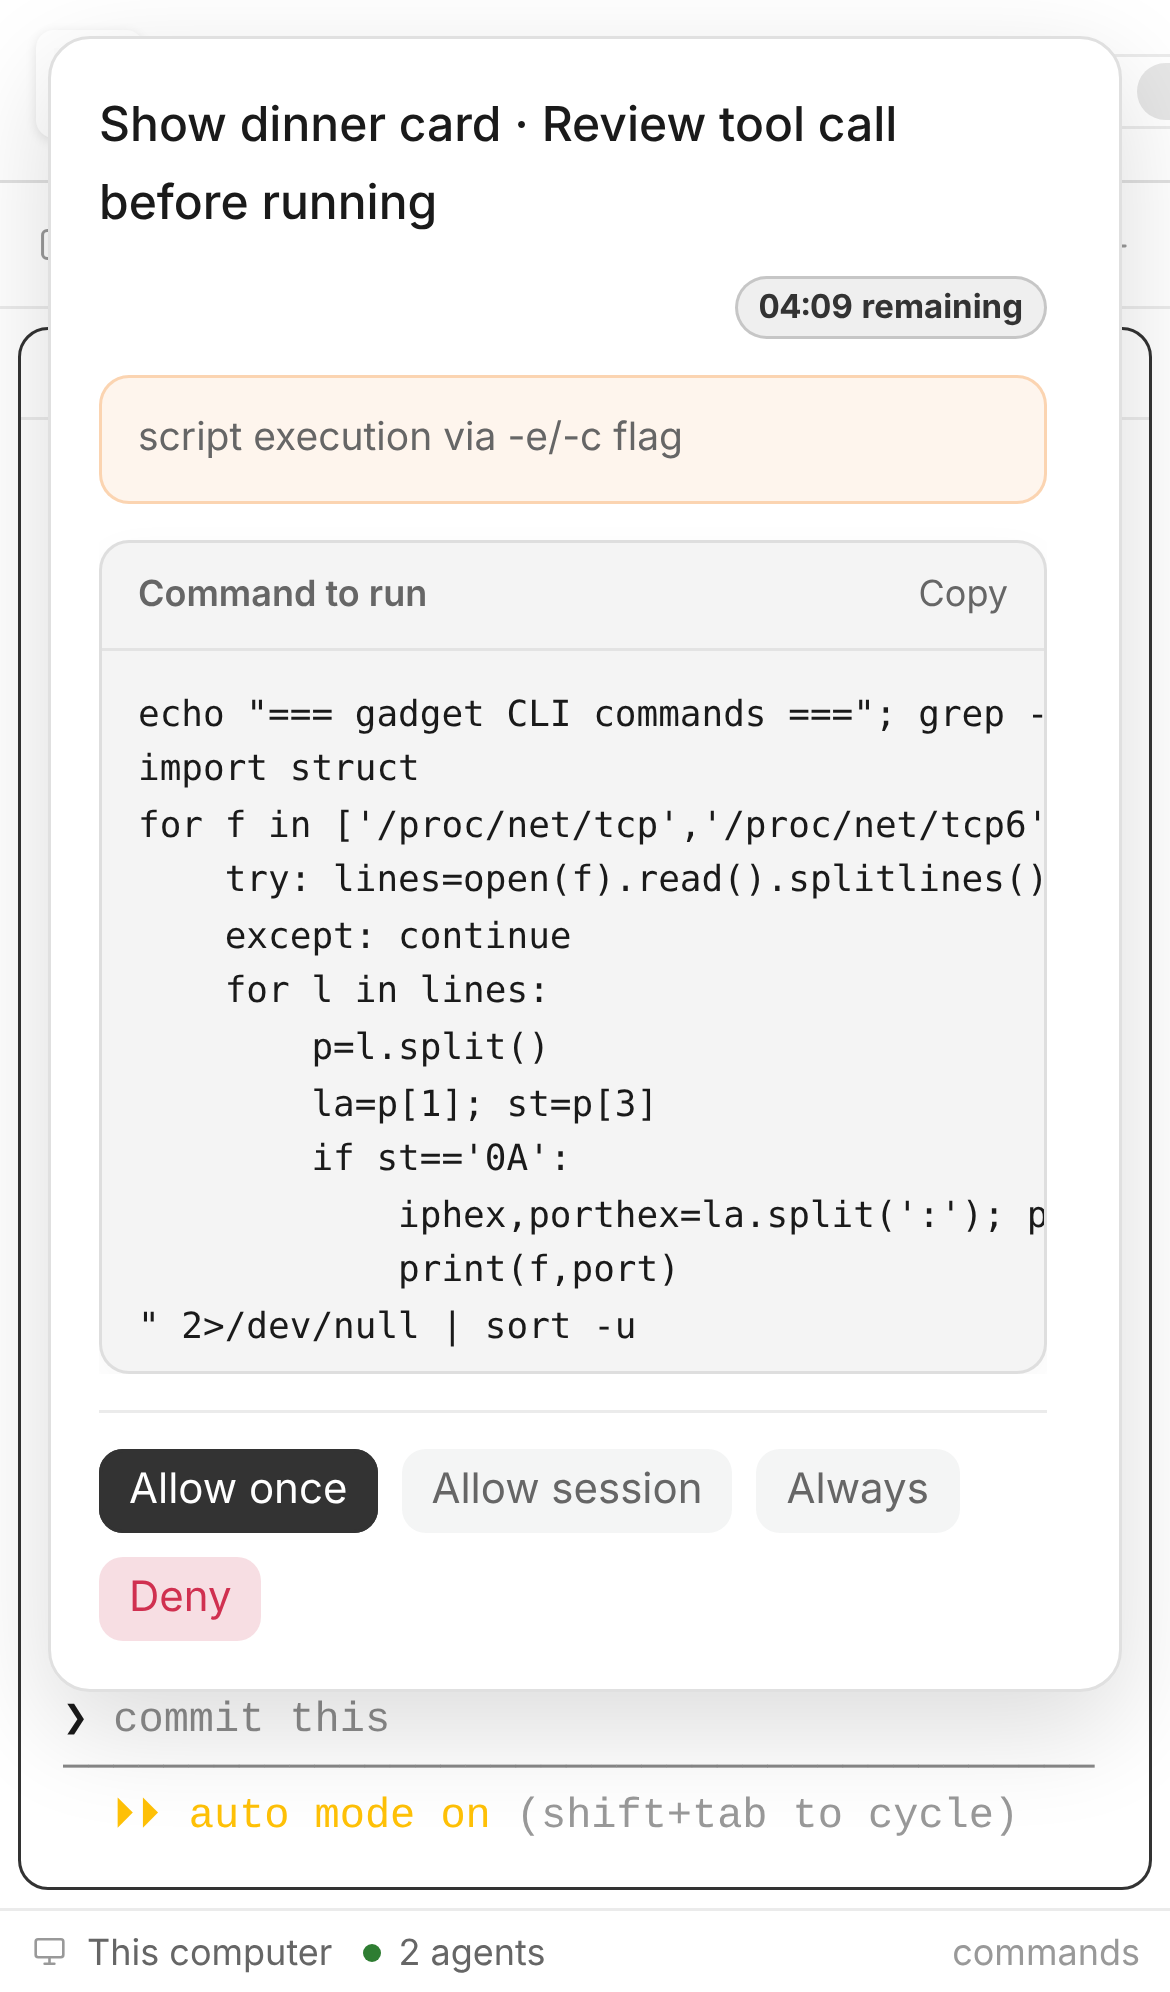 Show dinner card · Review tool call
before running
04:09 remaining
script execution via -e/-c flag
Command to run
Copy
echo "=== gadget CLI commands ==="; grep -
import struct
for f in ['/proc/net/tcp','/proc/net/tcp6'
    try: lines=open(f).read().splitlines()
    except: continue
    for l in lines:
        p=l.split()
        la=p[1]; st=p[3]
        if st=='0A':
            iphex,porthex=la.split(':'); p
            print(f,port)
" 2>/dev/null | sort -u
Allow once
Allow session
Always
Deny
❯ commit this
⏵⏵ auto mode on (shift+tab to cycle)
This computer
2 agents
commands